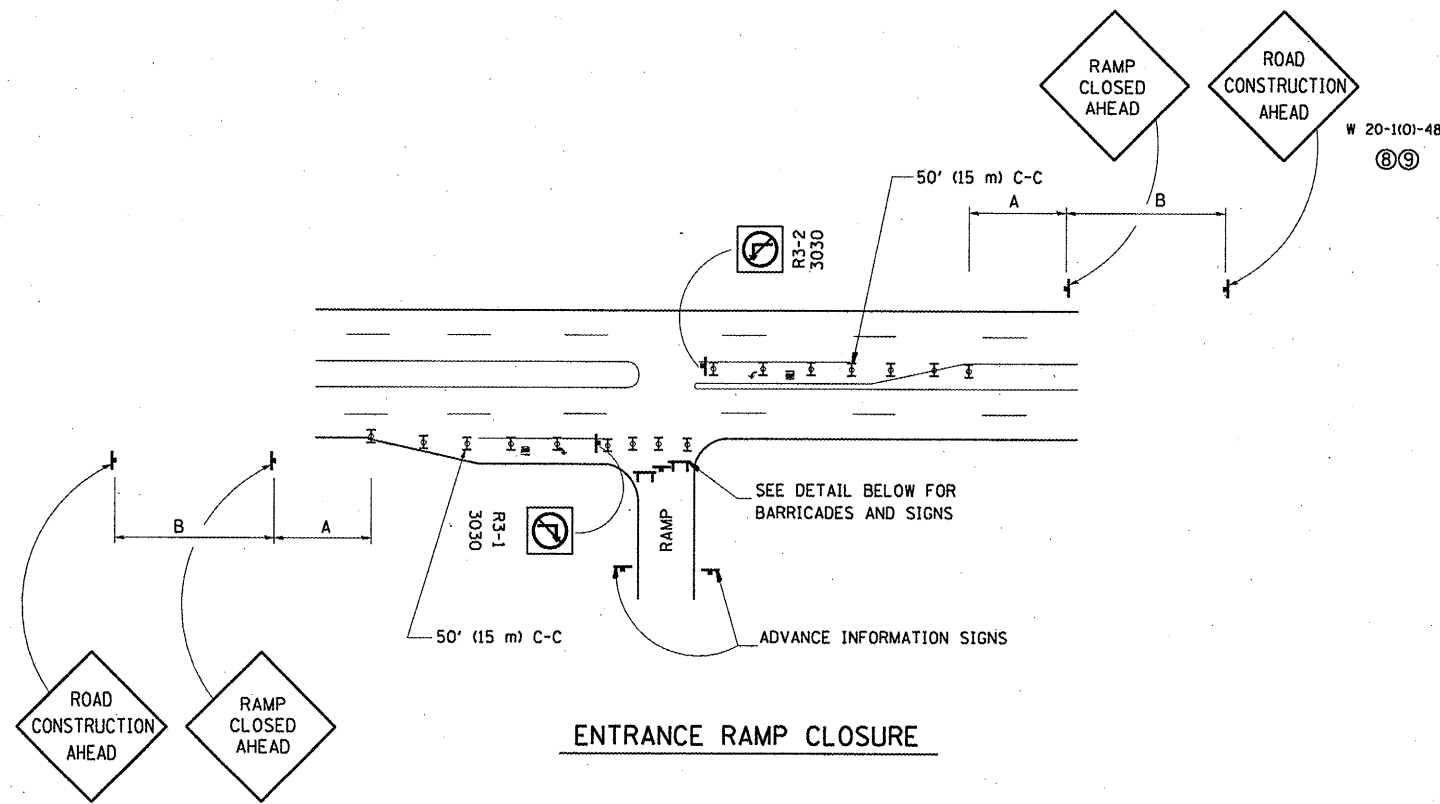 RAMP
CLOSED
AHEAD
ROAD
CONSTRUCTION
AHEAD
W 20-1(O)-48
⑧⑨
50' (15 m) C-C
A
B
R3-2
3030
SEE DETAIL BELOW FOR
BARRICADES AND SIGNS
B
A
R3-1
3030
RAMP
50' (15 m) C-C
ADVANCE INFORMATION SIGNS
ROAD
CONSTRUCTION
AHEAD
RAMP
CLOSED
AHEAD
ENTRANCE RAMP CLOSURE